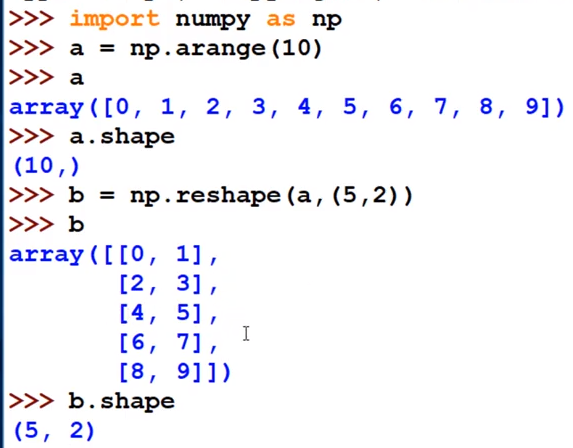 >>> import numpy as np
>>> a = np.arange(10)
>>> a
array([0, 1, 2, 3, 4, 5, 6, 7, 8, 9])
>>> a.shape
(10,)
>>> b = np.reshape(a,(5,2))
>>> b
array([[0, 1],
       [2, 3],
       [4, 5],
       [6, 7],
       [8, 9]])
>>> b.shape
(5, 2)